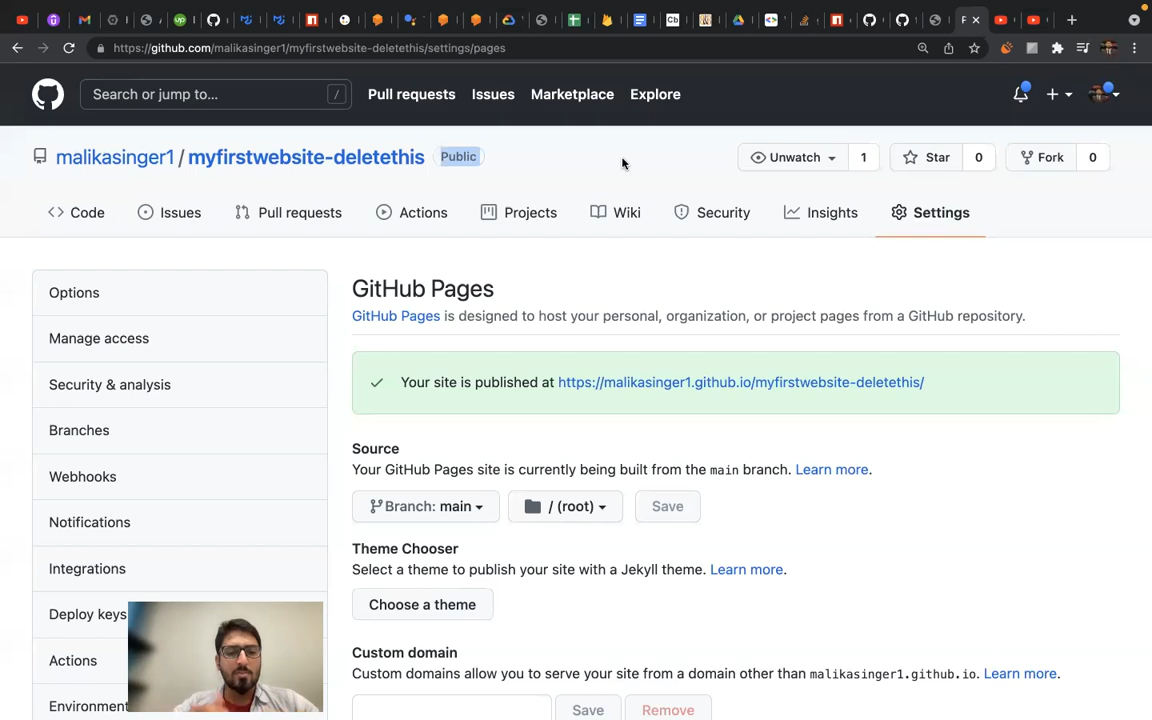 https://github.com/malikasinger1/myfirstwebsite-deletethis/settings/pages
Search or jump to...
/
Pull requests
Issues
Marketplace
Explore
malikasinger1 / myfirstwebsite-deletethis
Public
Unwatch
1
Star
0
Fork
0
Code
Issues
Pull requests
Actions
Projects
Wiki
Security
Insights
Settings
Options
Manage access
Security & analysis
Branches
Webhooks
Notifications
Integrations
Deploy keys
Actions
Environment
GitHub Pages
GitHub Pages is designed to host your personal, organization, or project pages from a GitHub repository.
Your site is published at https://malikasinger1.github.io/myfirstwebsite-deletethis/
Source
Your GitHub Pages site is currently being built from the main branch. Learn more.
Branch: main
/ (root)
Save
Theme Chooser
Select a theme to publish your site with a Jekyll theme. Learn more.
Choose a theme
Custom domain
Custom domains allow you to serve your site from a domain other than malikasinger1.github.io. Learn more.
Save
Remove